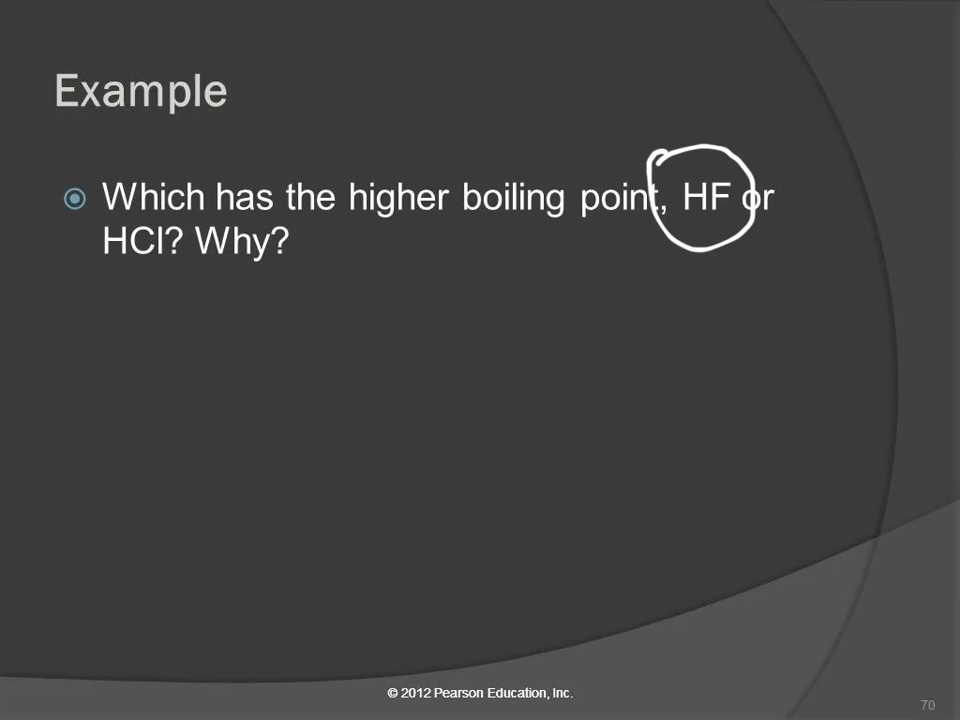 Example
Which has the higher boiling point, HF or
HCl? Why?
© 2012 Pearson Education, Inc.
70